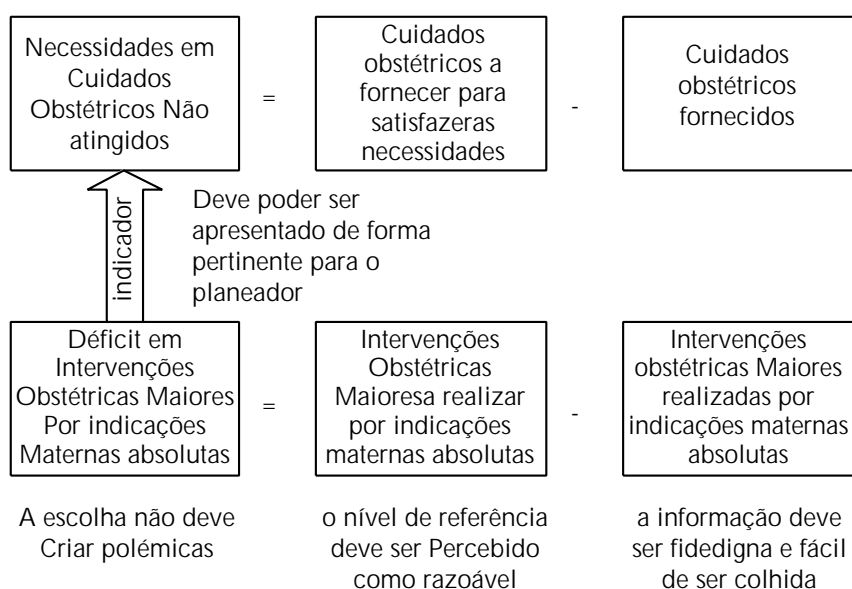 Necessidades em
Cuidados
Obstétricos Não
atingidos
=
Cuidados
obstétricos a
fornecer para
satisfazeras
necessidades
-
Cuidados
obstétricos
fornecidos
indicador
Deve poder ser
apresentado de forma
pertinente para o
planeador
Déficit em
Intervenções
Obstétricas Maiores
Por indicações
Maternas absolutas
=
Intervenções
Obstétricas
Maioresa realizar
por indicações
maternas absolutas
-
Intervenções
obstétricas Maiores
realizadas por
indicações maternas
absolutas
A escolha não deve
Criar polémicas
o nível de referência
deve ser Percebido
como razoável
a informação deve
ser fidedigna e fácil
de ser colhida